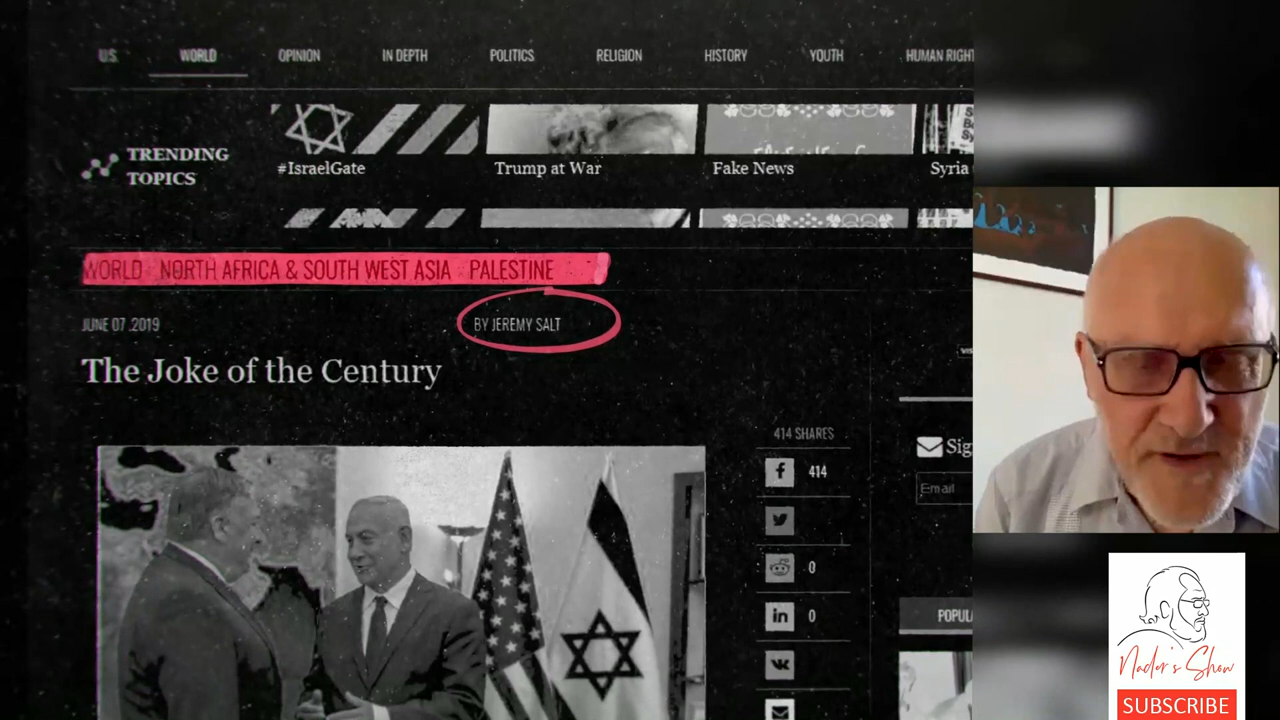 U.S. WORLD OPINION IN DEPTH POLITICS RELIGION HISTORY YOUTH HUMAN RIGHT
TRENDING
TOPICS
#IsraelGate Trump at War Fake News Syria
WORLD NORTH AFRICA & SOUTH WEST ASIA PALESTINE
JUNE 07 ,2019 BY JEREMY SALT
The Joke of the Century
414 SHARES
414
Sig
Email
0
0
POPULA
Nader's Show
SUBSCRIBE